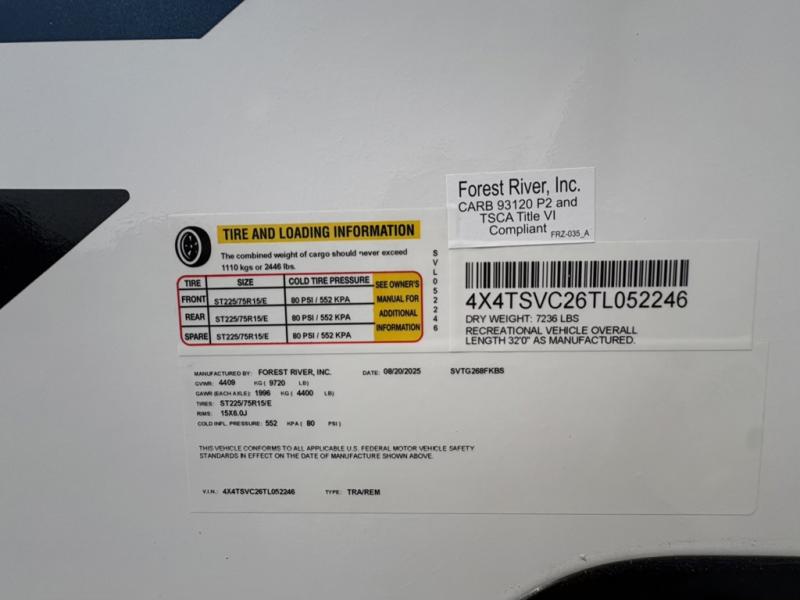 Forest River, Inc.
CARB 93120 P2 and
TSCA Title VI
Compliant FRZ-035_A
TIRE AND LOADING INFORMATION
The combined weight of cargo should never exceed
1110 kgs or 2446 lbs.
TIRE SIZE COLD TIRE PRESSURE SEE OWNER'S MANUAL FOR ADDITIONAL INFORMATION
FRONT ST225/75R15/E 80 PSI / 552 KPA
REAR ST225/75R15/E 80 PSI / 552 KPA
SPARE ST225/75R15/E 80 PSI / 552 KPA
SVL052246
4X4TSVC26TL052246
DRY WEIGHT: 7236 LBS
RECREATIONAL VEHICLE OVERALL
LENGTH 32'0" AS MANUFACTURED.
MANUFACTURED BY: FOREST RIVER, INC. DATE: 08/20/2025 SVTG268FKBS
GVWR: 4409 KG ( 9720 LB)
GAWR (EACH AXLE): 1996 KG ( 4400 LB)
TIRES: ST225/75R15/E
RIMS: 15X6.0J
COLD INFL. PRESSURE: 552 KPA ( 80 PSI )
THIS VEHICLE CONFORMS TO ALL APPLICABLE U.S. FEDERAL MOTOR VEHICLE SAFETY
STANDARDS IN EFFECT ON THE DATE OF MANUFACTURE SHOWN ABOVE.
V.I.N.: 4X4TSVC26TL052246 TYPE: TRA/REM